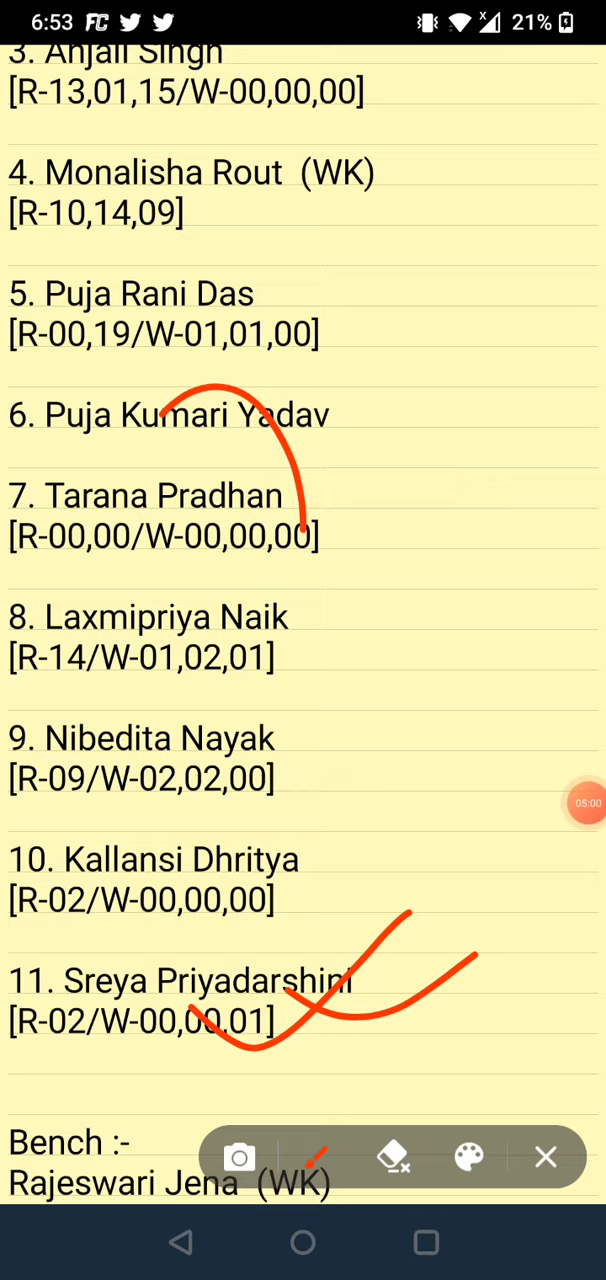 6:53 FC 21%
3. Anjali Singh
[R-13,01,15/W-00,00,00]
4. Monalisha Rout (WK)
[R-10,14,09]
5. Puja Rani Das
[R-00,19/W-01,01,00]
6. Puja Kumari Yadav
7. Tarana Pradhan
[R-00,00/W-00,00,00]
8. Laxmipriya Naik
[R-14/W-01,02,01]
9. Nibedita Nayak
[R-09/W-02,02,00]
05:00
10. Kallansi Dhritya
[R-02/W-00,00,00]
11. Sreya Priyadarshini
[R-02/W-00,00,01]
Bench :-
Rajeswari Jena (WK)